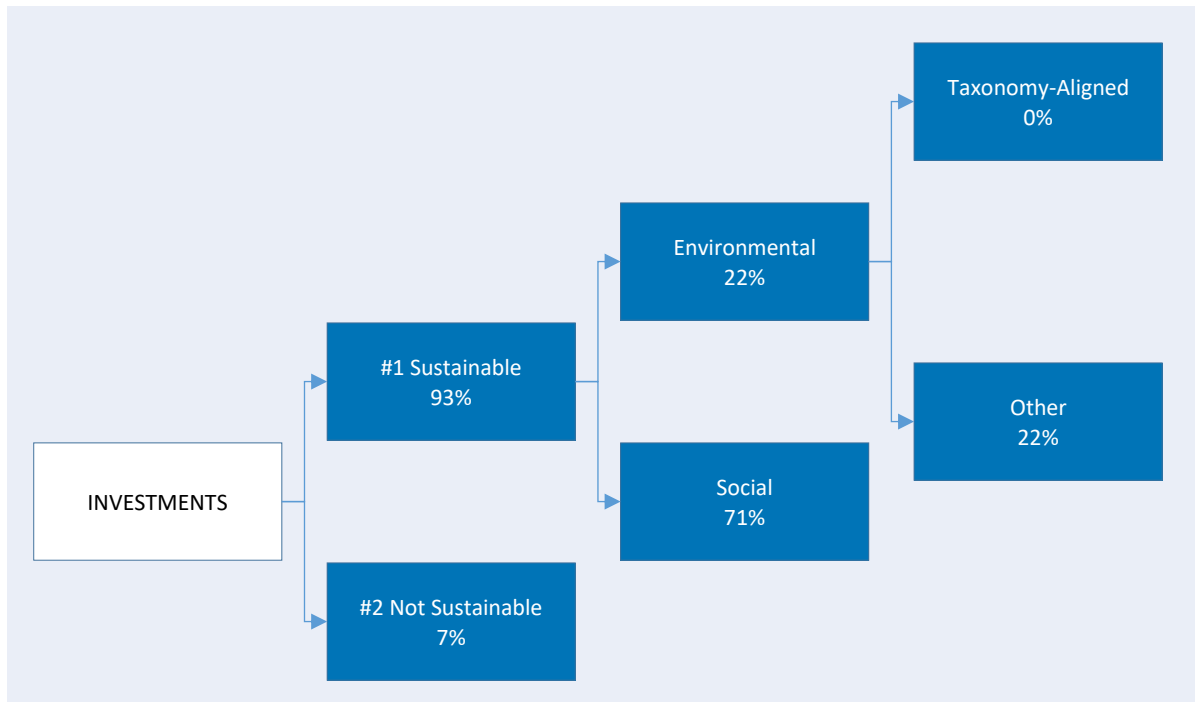 INVESTMENTS
#1 Sustainable
93%
#2 Not Sustainable
7%
Environmental
22%
Social
71%
Taxonomy-Aligned
0%
Other
22%